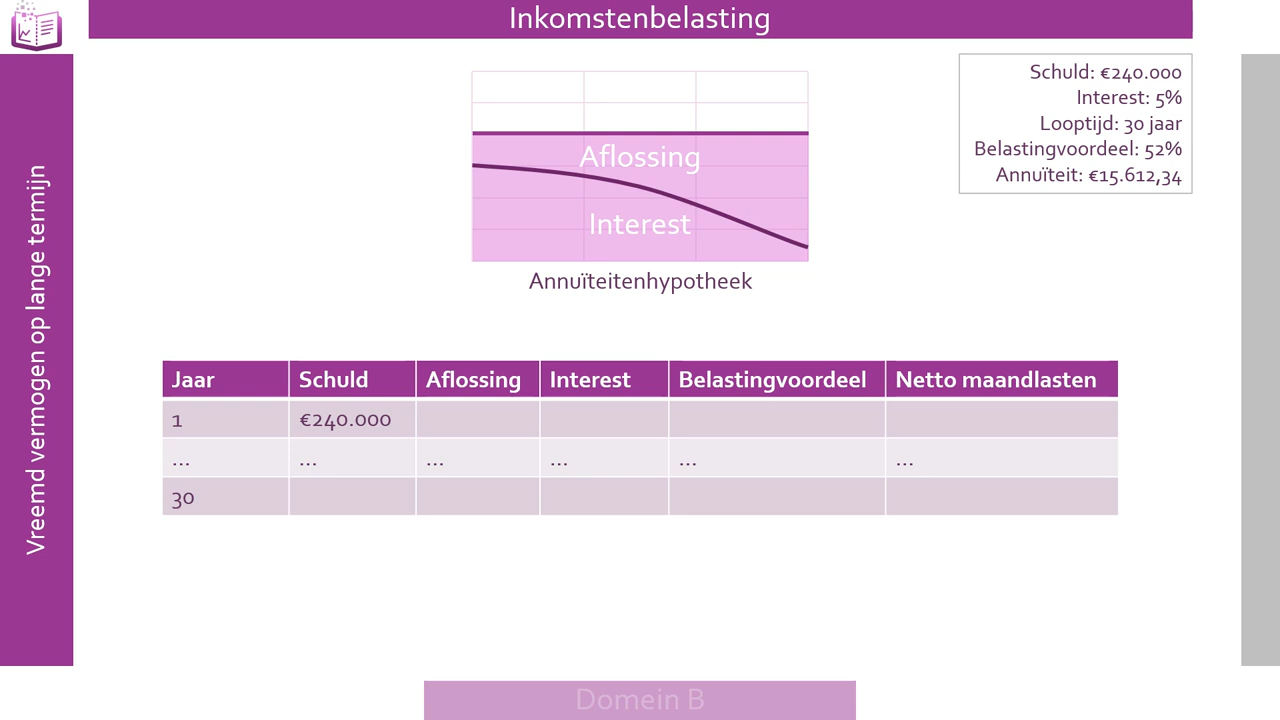 Inkomstenbelasting
Vreemd vermogen op lange termijn
Schuld: €240.000
Interest: 5%
Looptijd: 30 jaar
Belastingvoordeel: 52%
Annuïteit: €15.612,34
Aflossing
Interest
Annuïteitenhypotheek
Jaar Schuld Aflossing Interest Belastingvoordeel Netto maandlasten
1 €240.000
... ... ... ... ... ...
30
Domein B